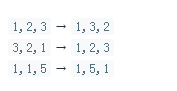 1,2,3 → 1,3,2
3,2,1 → 1,2,3
1,1,5 → 1,5,1